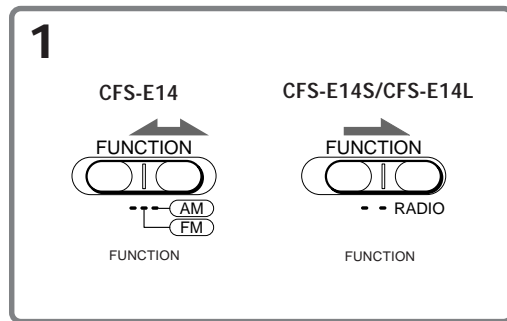 1
CFS-E14
FUNCTION
AM
FM
FUNCTION
CFS-E14S/CFS-E14L
FUNCTION
RADIO
FUNCTION